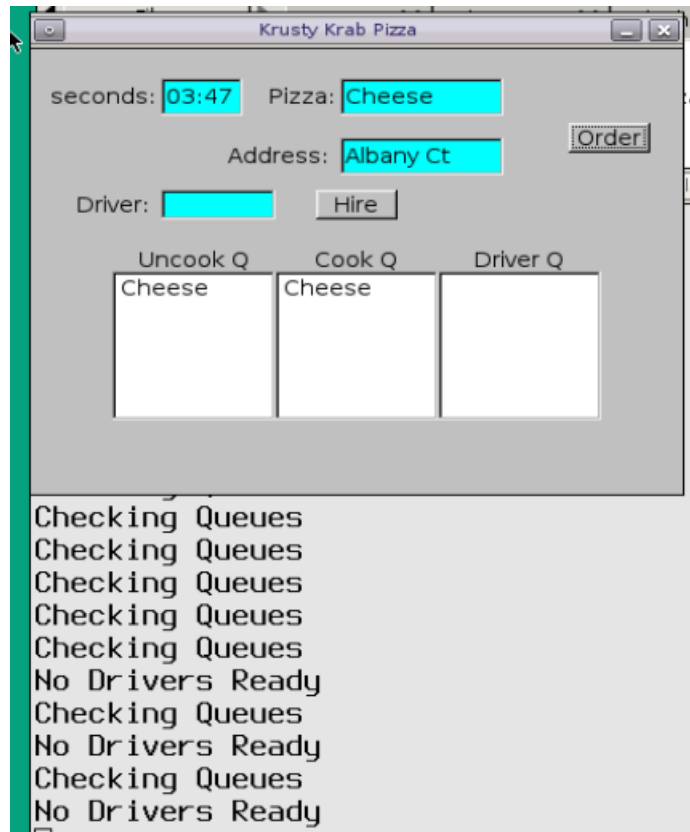 Krusty Krab Pizza
seconds: 03:47 Pizza: Cheese
Order
Address: Albany Ct
Driver: Hire
Uncook Q Cook Q Driver Q
Cheese Cheese
Checking Queues
Checking Queues
Checking Queues
Checking Queues
Checking Queues
No Drivers Ready
Checking Queues
No Drivers Ready
Checking Queues
No Drivers Ready